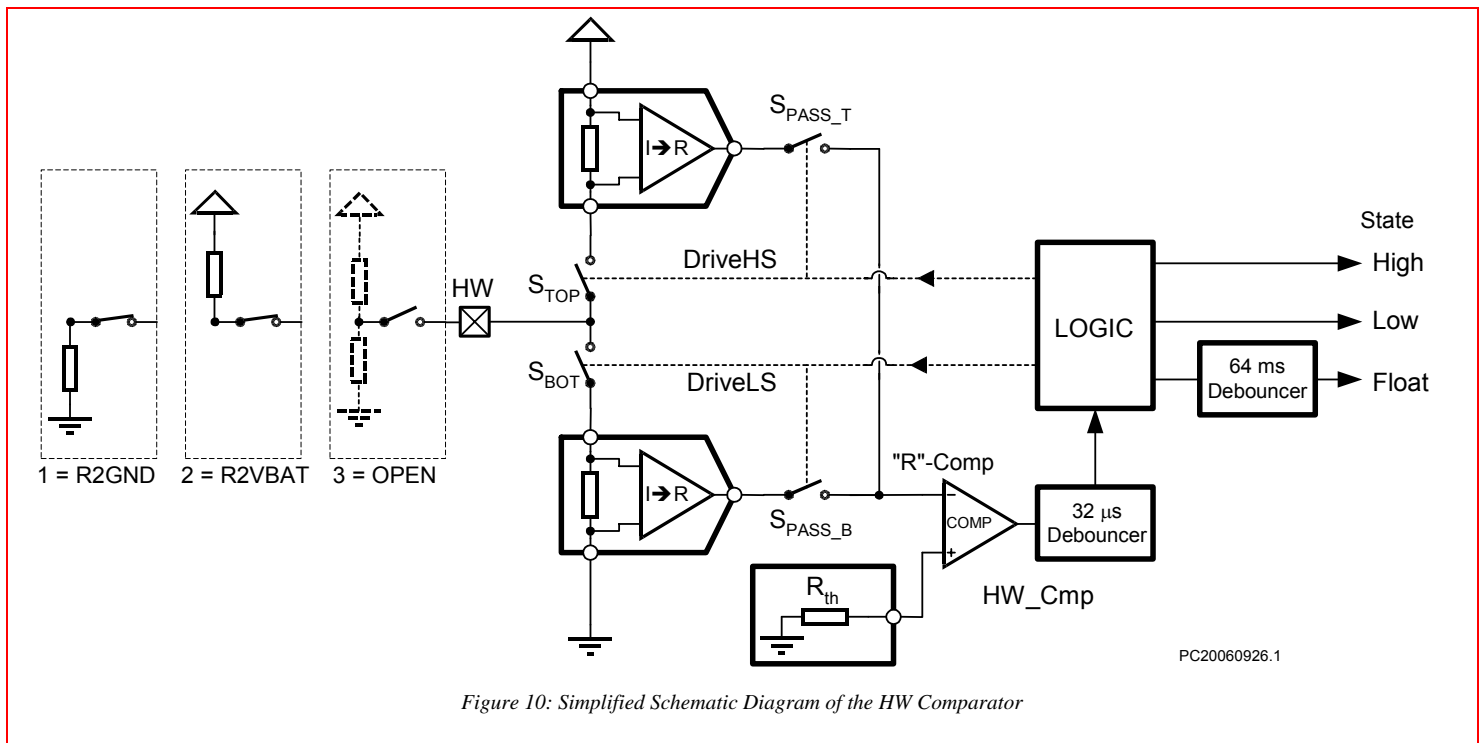 S_PASS_T
I➔R
State
DriveHS
High
HW
S_TOP
LOGIC
Low
S_BOT
DriveLS
64 ms
Debouncer
Float
1 = R2GND
2 = R2VBAT
3 = OPEN
"R"-Comp
I➔R
S_PASS_B
−
COMP
+
32 μs
Debouncer
R_th
HW_Cmp
PC20060926.1
Figure 10: Simplified Schematic Diagram of the HW Comparator